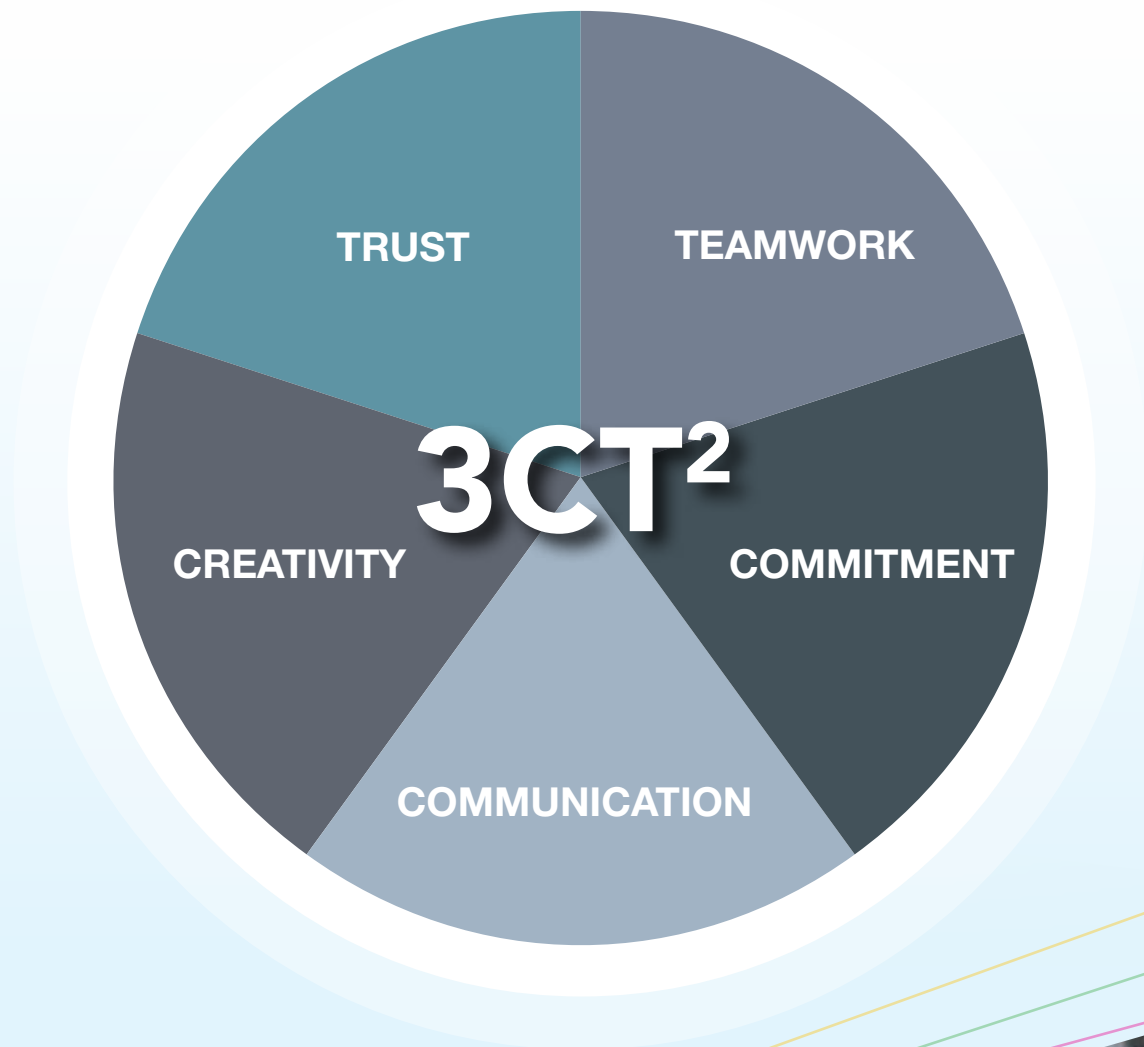 TRUST
TEAMWORK
3CT²
CREATIVITY
COMMITMENT
COMMUNICATION